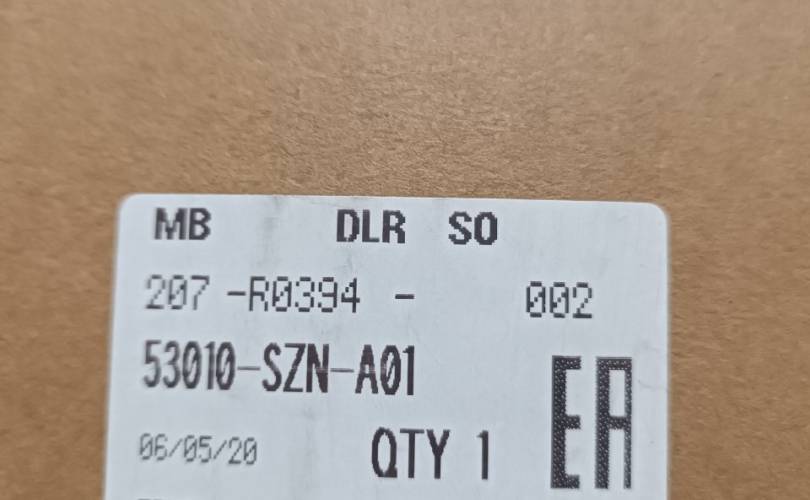 MB DLR SO
207 -R0394 - 002
53010-SZN-A01
EA
06/05/20 QTY 1